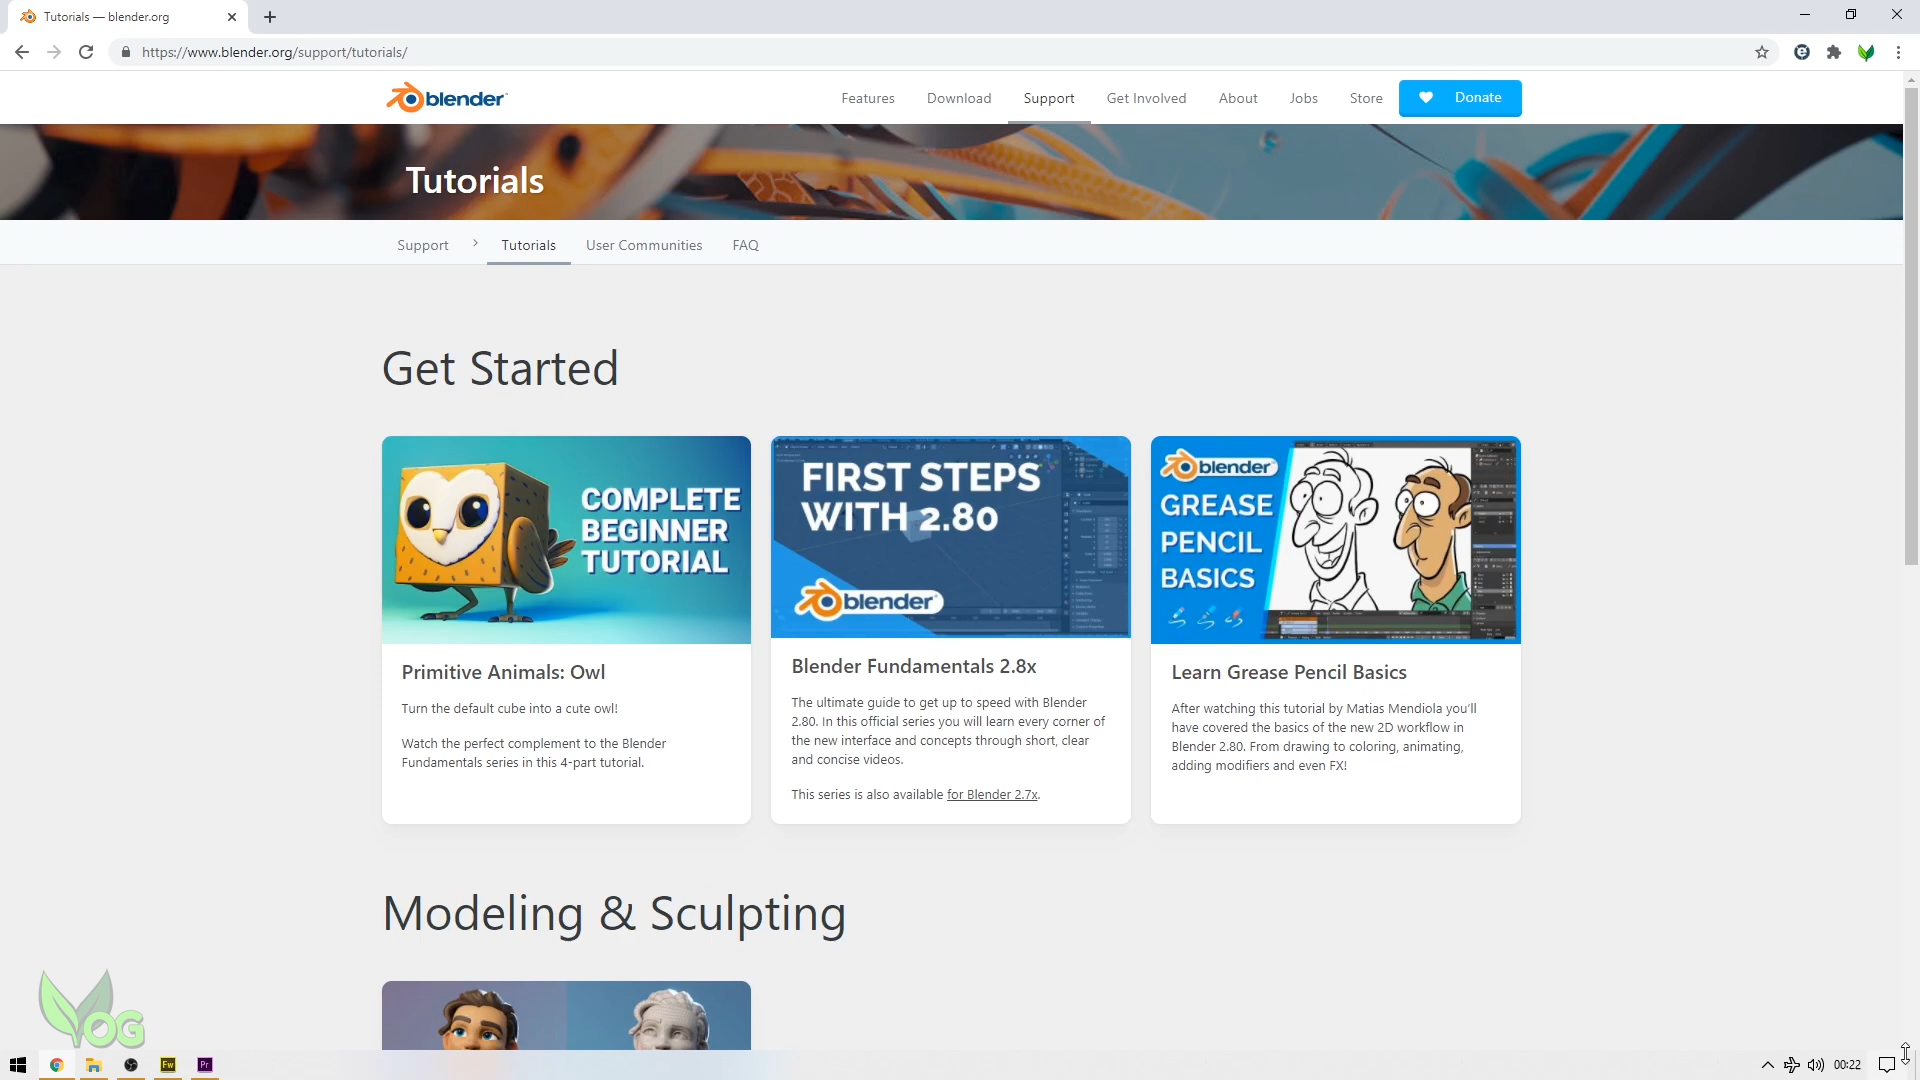 Tutorials — blender.org
https://www.blender.org/support/tutorials/
blender
Features Download Support Get Involved About Jobs Store Donate
Tutorials
Support > Tutorials User Communities FAQ
Get Started
COMPLETE
BEGINNER
TUTORIAL
Primitive Animals: Owl
Turn the default cube into a cute owl!
Watch the perfect complement to the Blender
Fundamentals series in this 4-part tutorial.
FIRST STEPS
WITH 2.80
blender
Blender Fundamentals 2.8x
The ultimate guide to get up to speed with Blender
2.80. In this official series you will learn every corner of
the new interface and concepts through short, clear
and concise videos.
This series is also available for Blender 2.7x.
blender
GREASE
PENCIL
BASICS
Learn Grease Pencil Basics
After watching this tutorial by Matias Mendiola you'll
have covered the basics of the new 2D workflow in
Blender 2.80. From drawing to coloring, animating,
adding modifiers and even FX!
Modeling & Sculpting
YOG
Fw
Pr
00:22